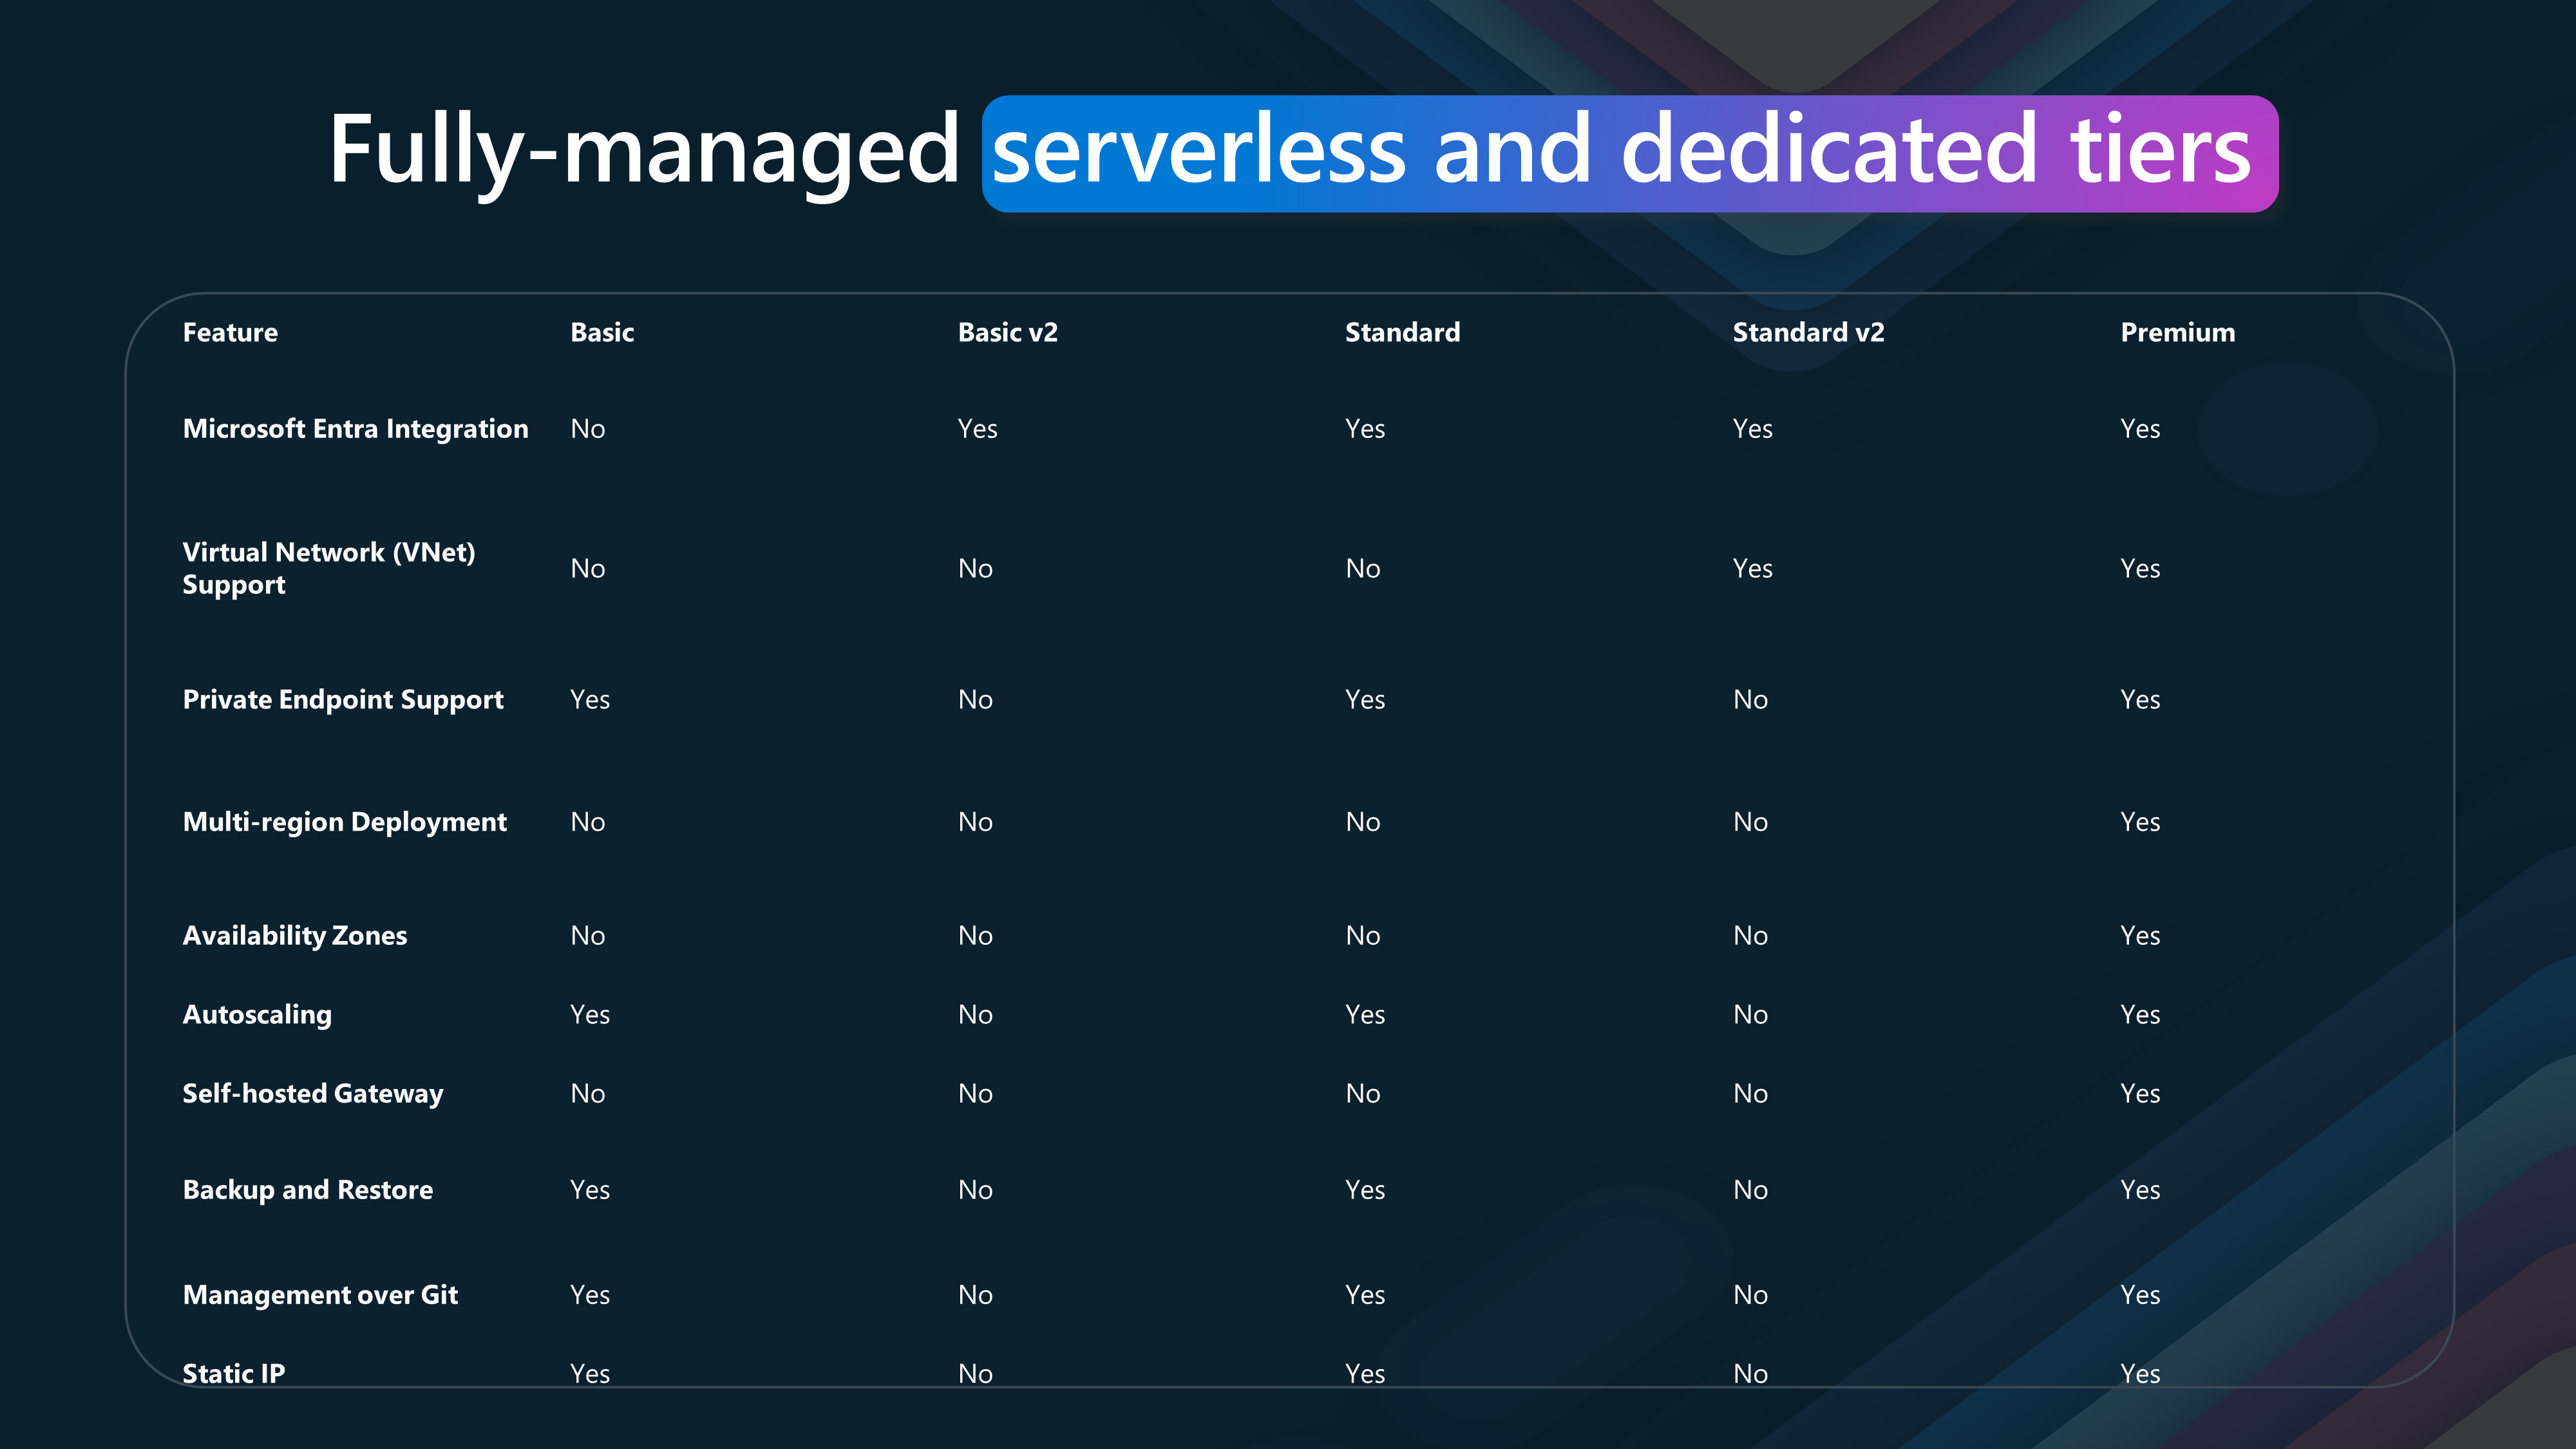 Fully-managed serverless and dedicated tiers
Feature Basic Basic v2 Standard Standard v2 Premium
Microsoft Entra Integration No Yes Yes Yes Yes
Virtual Network (VNet)
Support No No No Yes Yes
Private Endpoint Support Yes No Yes No Yes
Multi-region Deployment No No No No Yes
Availability Zones No No No No Yes
Autoscaling Yes No Yes No Yes
Self-hosted Gateway No No No No Yes
Backup and Restore Yes No Yes No Yes
Management over Git Yes No Yes No Yes
Static IP Yes No Yes No Yes